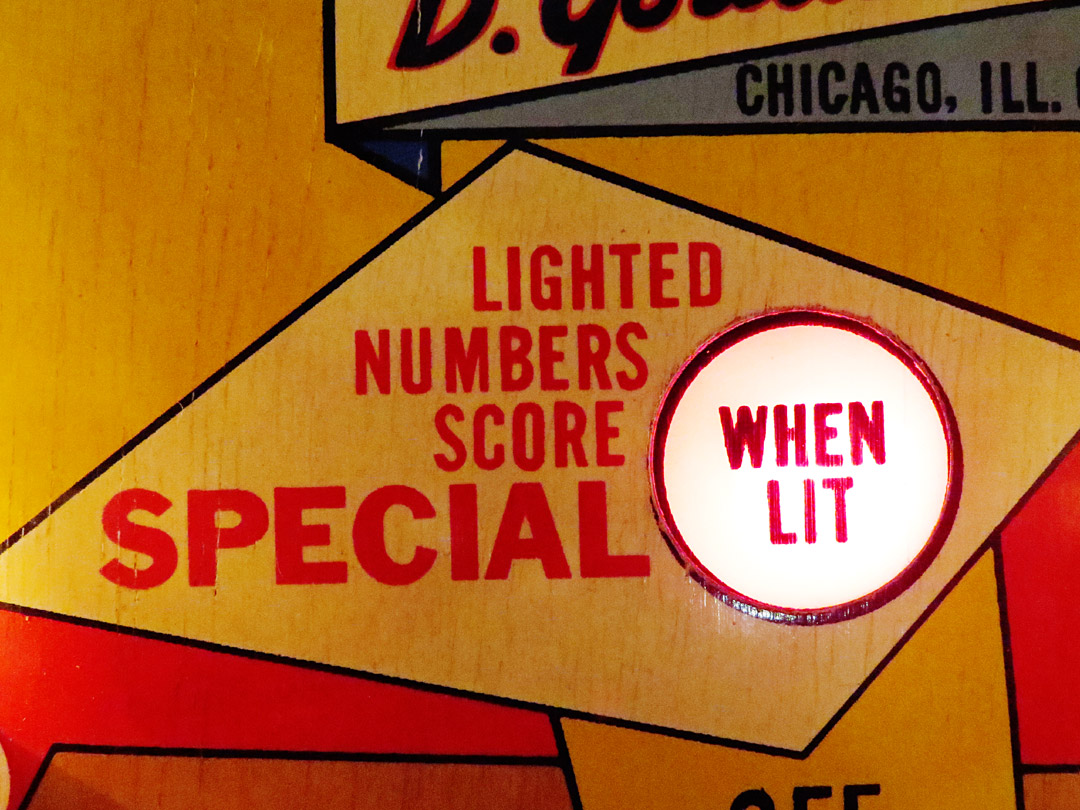 D.
CHICAGO, ILL.
LIGHTED
NUMBERS
SCORE
SPECIAL
WHEN
LIT